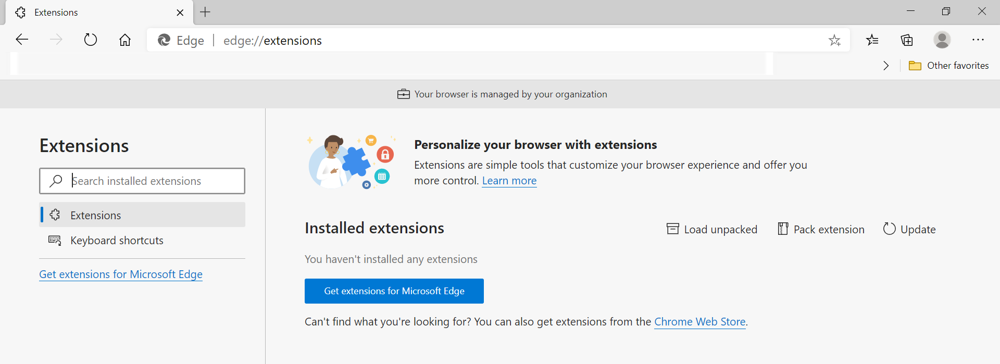 Extensions
Edge | edge://extensions
Other favorites
Your browser is managed by your organization
Extensions
Search installed extensions
Extensions
Keyboard shortcuts
Get extensions for Microsoft Edge
Personalize your browser with extensions
Extensions are simple tools that customize your browser experience and offer you
more control. Learn more
Installed extensions
Load unpacked
Pack extension
Update
You haven't installed any extensions
Get extensions for Microsoft Edge
Can't find what you're looking for? You can also get extensions from the Chrome Web Store.